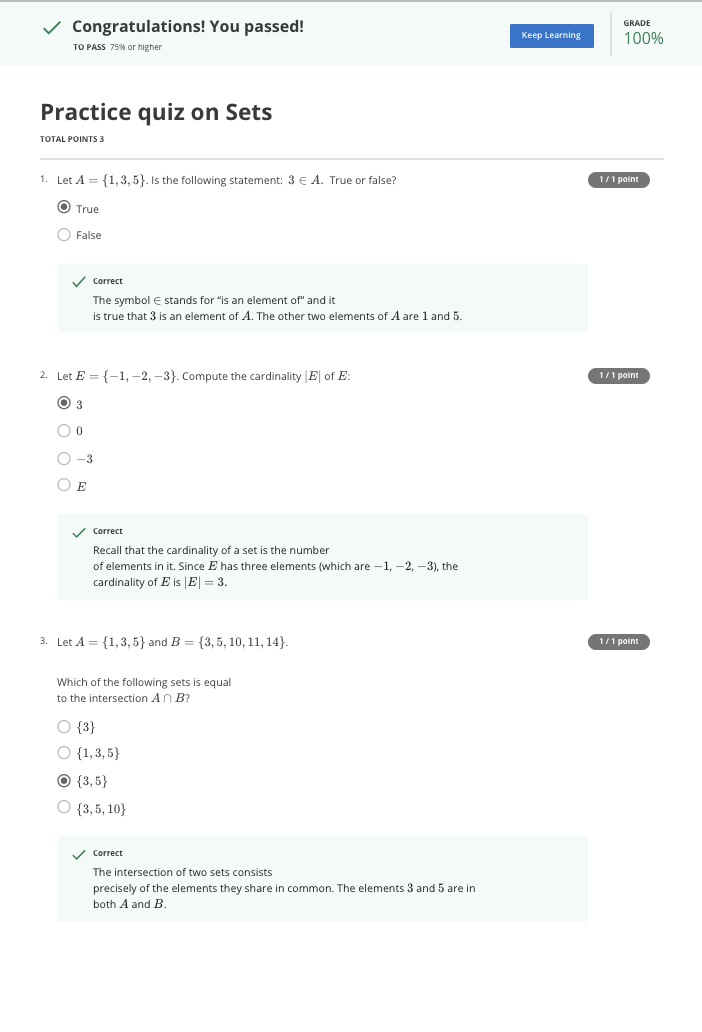 Congratulations! You passed!
TO PASS 75% or higher
Keep Learning
GRADE
100%
Practice quiz on Sets
TOTAL POINTS 3
1. Let A = {1, 3, 5}. Is the following statement: 3 ∈ A. True or false?
1 / 1 point
True
False
Correct
The symbol ∈ stands for “is an element of” and it
is true that 3 is an element of A. The other two elements of A are 1 and 5.
2. Let E = {−1, −2, −3}. Compute the cardinality |E| of E:
1 / 1 point
3
0
−3
E
Correct
Recall that the cardinality of a set is the number
of elements in it. Since E has three elements (which are −1, −2, −3), the
cardinality of E is |E| = 3.
3. Let A = {1, 3, 5} and B = {3, 5, 10, 11, 14}.
1 / 1 point
Which of the following sets is equal
to the intersection A ∩ B?
{3}
{1, 3, 5}
{3, 5}
{3, 5, 10}
Correct
The intersection of two sets consists
precisely of the elements they share in common. The elements 3 and 5 are in
both A and B.